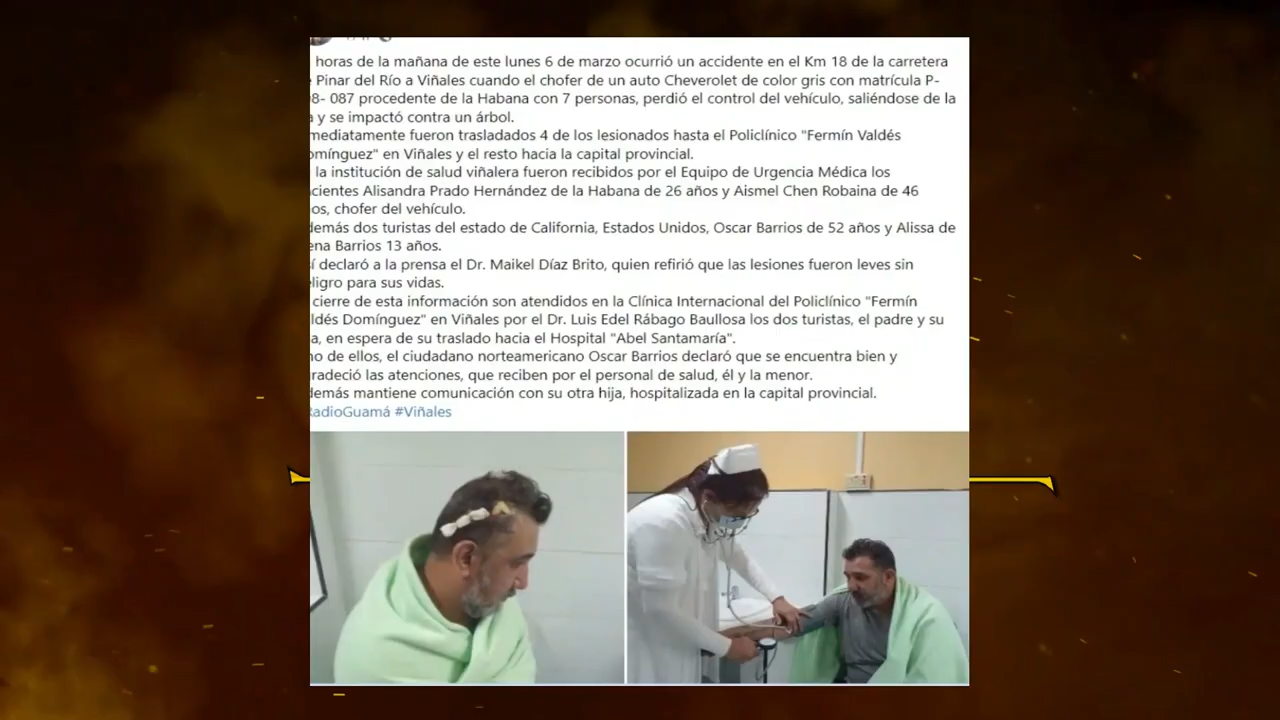 horas de la mañana de este lunes 6 de marzo ocurrió un accidente en el Km 18 de la carretera
Pinar del Río a Viñales cuando el chofer de un auto Cheverolet de color gris con matrícula P-
8- 087 procedente de la Habana con 7 personas, perdió el control del vehículo, saliéndose de la
y se impactó contra un árbol.
mediatamente fueron trasladados 4 de los lesionados hasta el Policlínico "Fermín Valdés
omínguez" en Viñales y el resto hacia la capital provincial.
la institución de salud viñalera fueron recibidos por el Equipo de Urgencia Médica los
cientes Alisandra Prado Hernández de la Habana de 26 años y Aismel Chen Robaina de 46
os, chofer del vehículo.
demás dos turistas del estado de California, Estados Unidos, Oscar Barrios de 52 años y Alissa de
ena Barrios 13 años.
sí declaró a la prensa el Dr. Maikel Díaz Brito, quien refirió que las lesiones fueron leves sin
eligro para sus vidas.
cierre de esta información son atendidos en la Clínica Internacional del Policlínico "Fermín
ldés Domínguez" en Viñales por el Dr. Luis Edel Rábago Baullosa los dos turistas, el padre y su
a, en espera de su traslado hacia el Hospital "Abel Santamaría".
no de ellos, el ciudadano norteamericano Oscar Barrios declaró que se encuentra bien y
radeció las atenciones, que reciben por el personal de salud, él y la menor.
demás mantiene comunicación con su otra hija, hospitalizada en la capital provincial.
RadioGuamá #Viñales